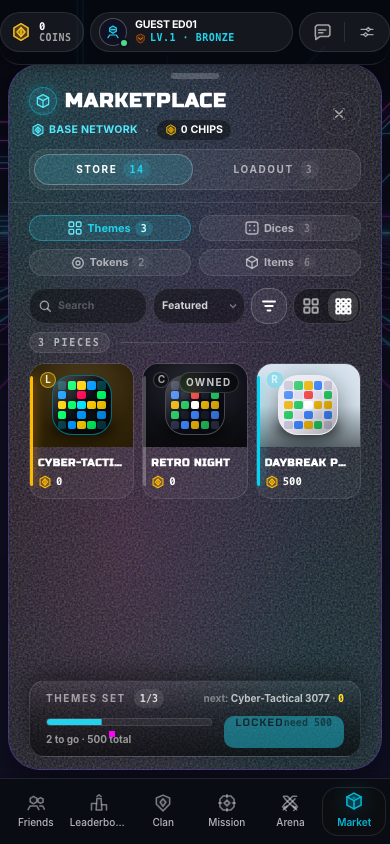 0
COINS
GUEST ED01
LV.1 · BRONZE
MARKETPLACE
BASE NETWORK · 0 CHIPS
STORE 14
LOADOUT 3
Themes 3
Dices 3
Tokens 2
Items 6
Search
Featured
3 PIECES
L
C
OWNED
R
CYBER-TACTI...
RETRO NIGHT
DAYBREAK P...
0
0
500
THEMES SET 1/3
next: Cyber-Tactical 3077 · 0
LOCKED need 500
2 to go · 500 total
Friends
Leaderbo...
Clan
Mission
Arena
Market